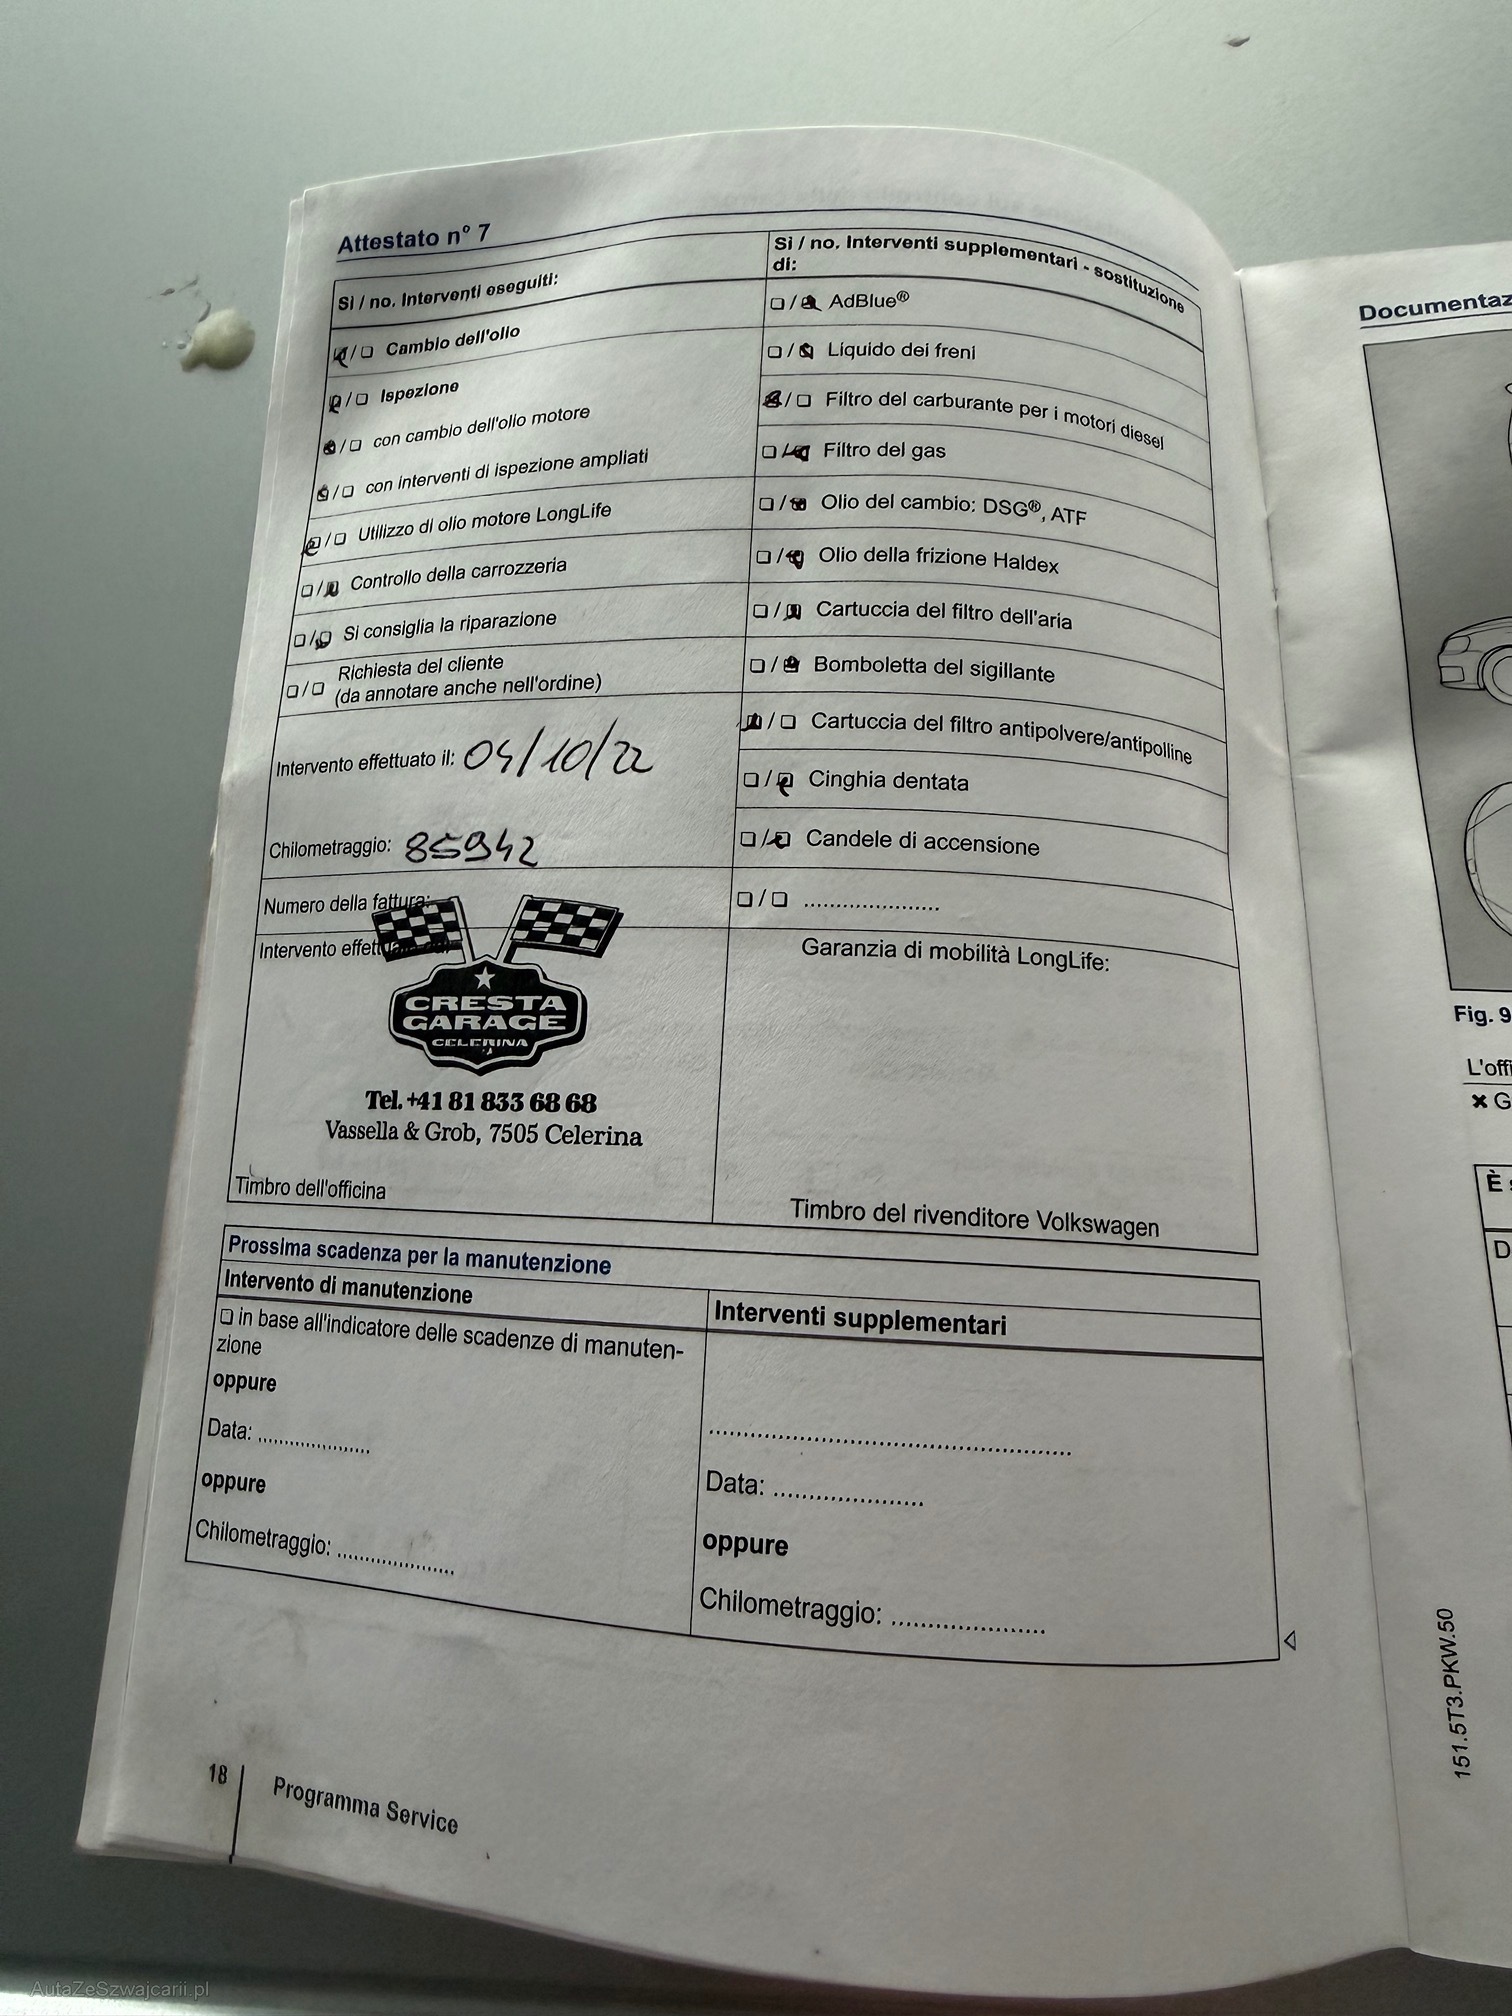 Attestato n° 7
Sì / no. Interventi eseguiti:
❏ / ❏ Cambio dell'olio
❏ / ❏ Ispezione
❏ / ❏ con cambio dell'olio motore
❏ / ❏ con interventi di ispezione ampliati
❏ / ❏ Utilizzo di olio motore LongLife
❏ / ❏ Controllo della carrozzeria
❏ / ❏ Si consiglia la riparazione
❏ / ❏ Richiesta del cliente
(da annotare anche nell'ordine)
Intervento effettuato il: 04/10/22
Chilometraggio: 85942
Numero della fattura:
Intervento
CRESTA
GARAGE
CELERINA
Tel. +41 81 833 68 68
Vassella & Grob, 7505 Celerina
Timbro dell'officina
Sì / no. Interventi supplementari - sostituzione
di:
❏ / ❏ AdBlue®
❏ / ❏ Liquido dei freni
❏ / ❏ Filtro del carburante per i motori diesel
❏ / ❏ Filtro del gas
❏ / ❏ Olio del cambio: DSG®, ATF
❏ / ❏ Olio della frizione Haldex
❏ / ❏ Cartuccia del filtro dell'aria
❏ / ❏ Bomboletta del sigillante
❏ / ❏ Cartuccia del filtro antipolvere/antipolline
❏ / ❏ Cinghia dentata
❏ / ❏ Candele di accensione
❏ / ❏ .....................
Garanzia di mobilità LongLife:
Timbro del rivenditore Volkswagen
Prossima scadenza per la manutenzione
Intervento di manutenzione
❏ in base all'indicatore delle scadenze di manuten-
zione
oppure
Data: ....................
oppure
Chilometraggio: ....................
Interventi supplementari
............................................................
Data: ....................
oppure
Chilometraggio: ....................
18
Programma Service
Fig. 9
151.5T3.PKW.50
AutaZeSzwajcarii.pl